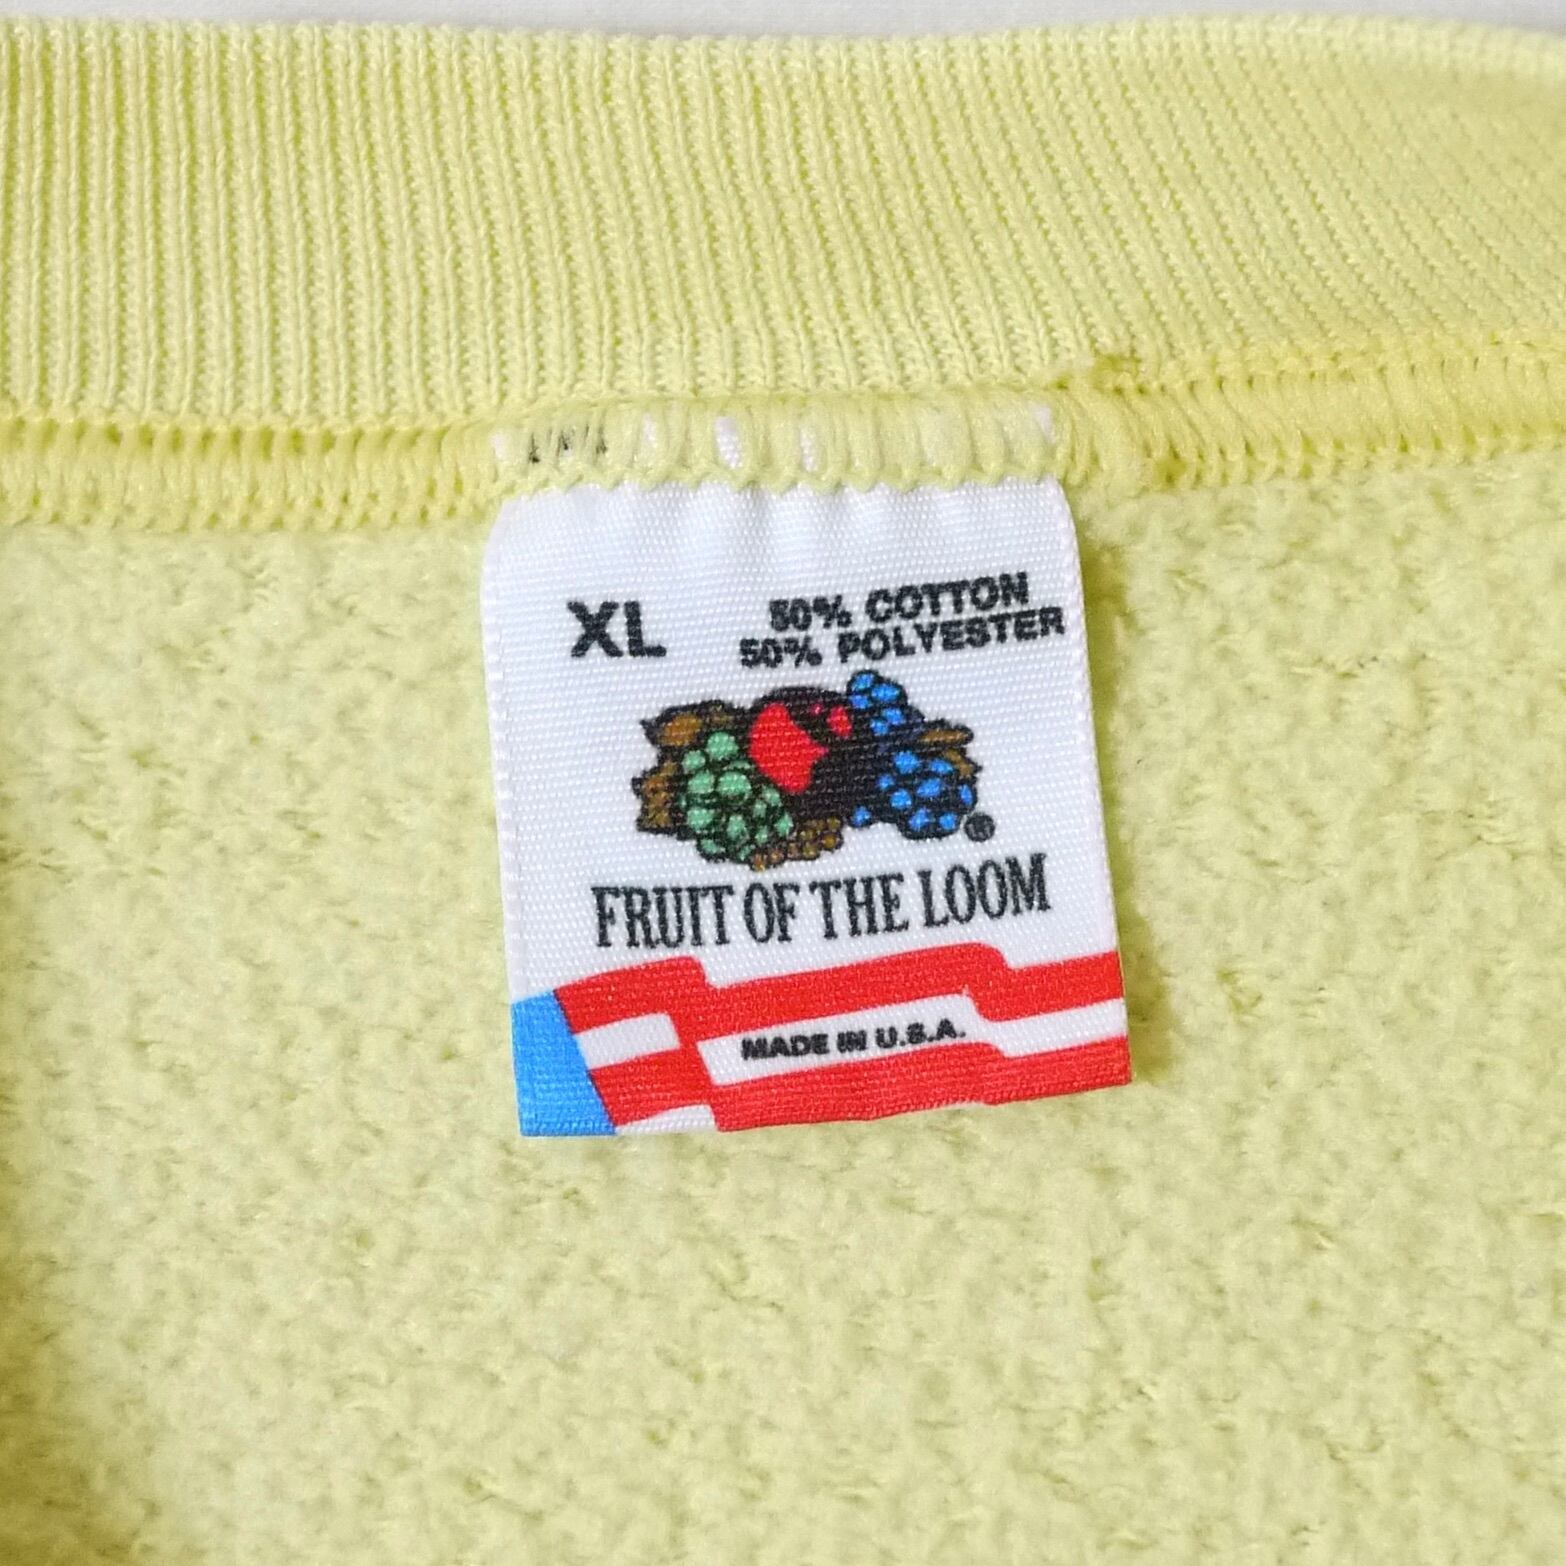 XL
50% COTTON
50% POLYESTER
®
FRUIT OF THE LOOM
MADE IN U.S.A.